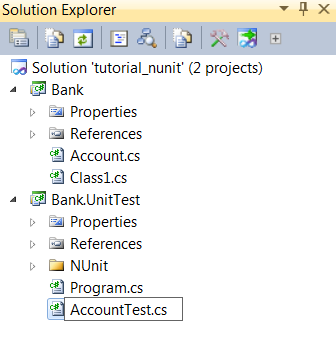 Solution Explorer
Solution 'tutorial_nunit' (2 projects)
Bank
Properties
References
Account.cs
Class1.cs
Bank.UnitTest
Properties
References
NUnit
Program.cs
AccountTest.cs